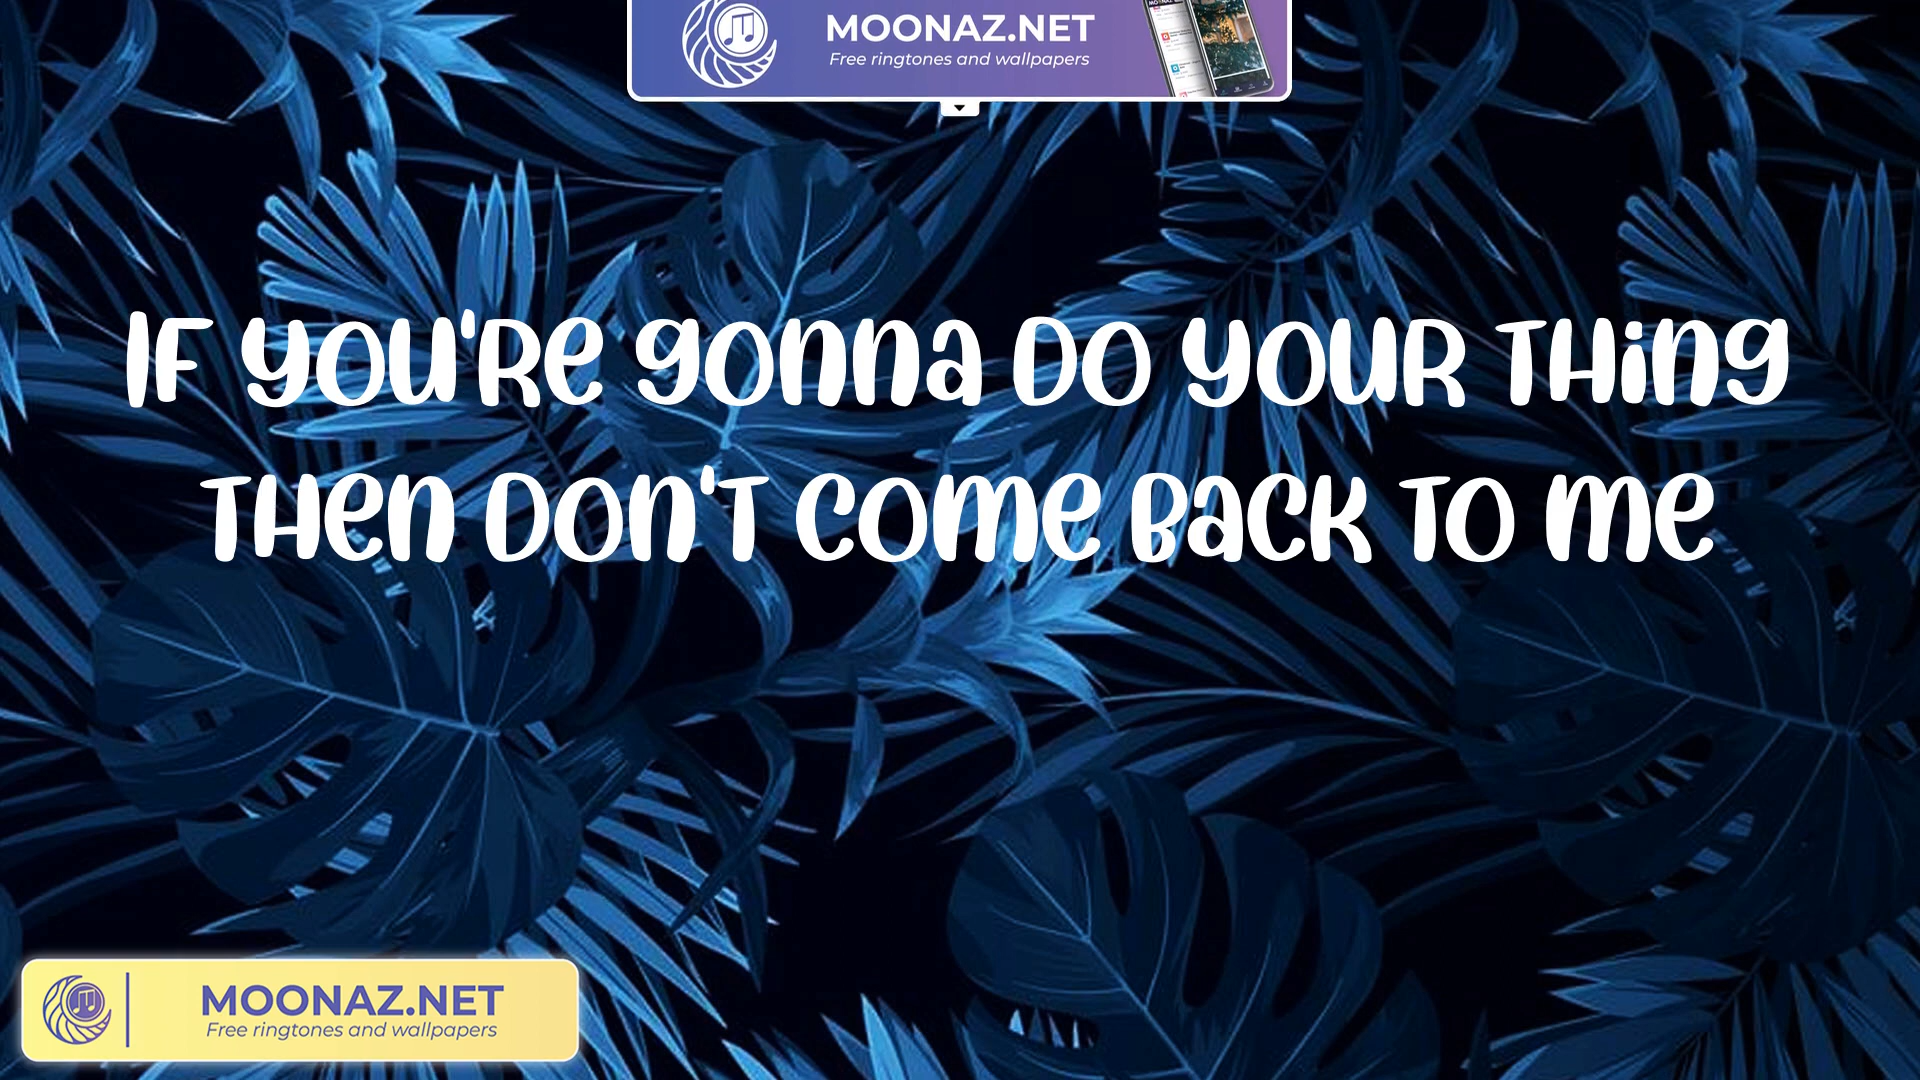 MOONAZ.NET
Free ringtones and wallpapers
IF YOU'RE GONNA DO YOUR THING
THEN DON'T COME BACK TO ME
MOONAZ.NET
Free ringtones and wallpapers